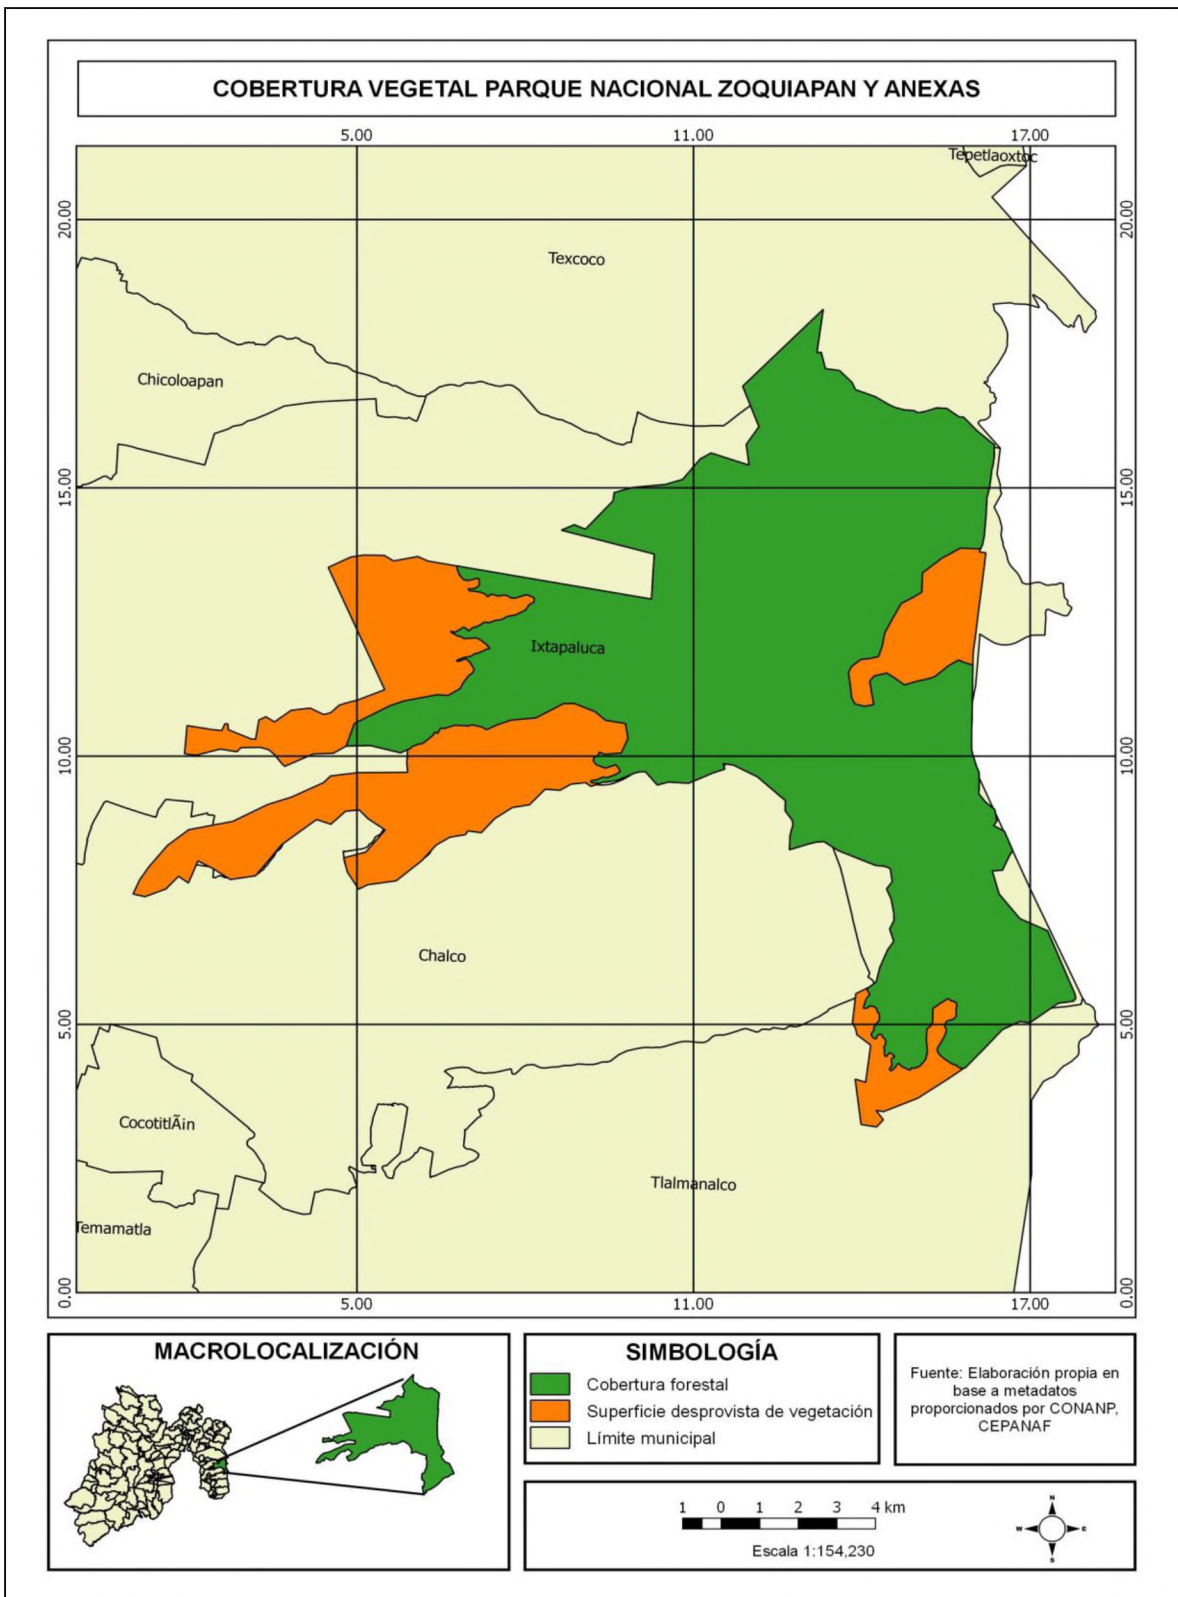 COBERTURA VEGETAL PARQUE NACIONAL ZOQUIAPAN Y ANEXAS
5.00 11.00 17.00
Tepetlaoxtoc
20.00 20.00
Texcoco
Chicoloapan
15.00 15.00
Ixtapaluca
10.00 10.00
Chalco
5.00 5.00
CocotitlÃin
Tlalmanalco
Temamatla
0.00 0.00
5.00 11.00 17.00
MACROLOCALIZACIÓN
SIMBOLOGÍA
Cobertura forestal
Superficie desprovista de vegetación
Límite municipal
Fuente: Elaboración propia en
base a metadatos
proporcionados por CONANP,
CEPANAF
1 0 1 2 3 4 km
Escala 1:154,230
N
W E
S